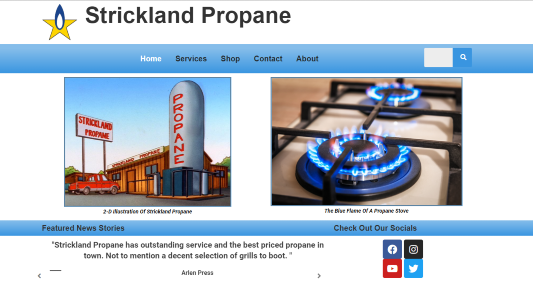 Strickland Propane
Home Services Shop Contact About
STRICKLAND
PROPANE
PROPANE
2-D Illustration Of Strickland Propane
The Blue Flame Of A Propane Stove
Featured News Stories
Check Out Our Socials
"Strickland Propane has outstanding service and the best priced propane in
town. Not to mention a decent selection of grills to boot. "
Arlen Press